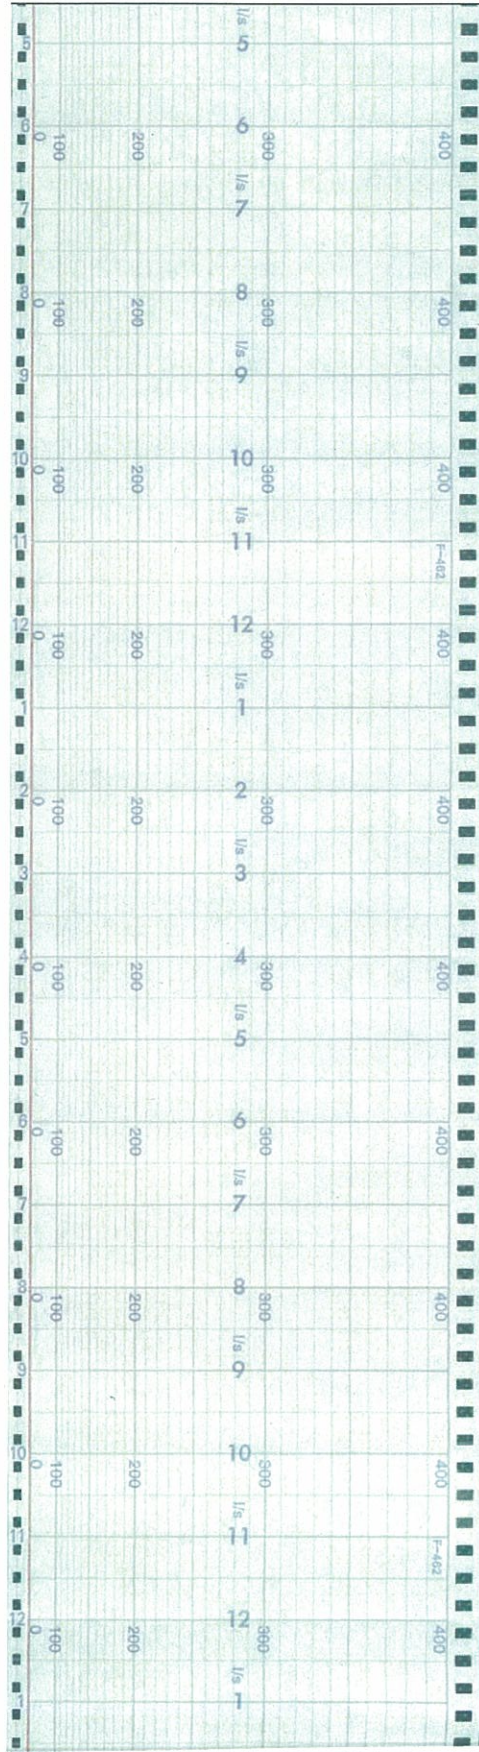 5 l/s 5
6 0 100 200 6 300 400
7 l/s 7
8 0 100 200 8 300 400
9 l/s 9
10 0 100 200 10 300 400
11 l/s 11 F-462
12 0 100 200 12 300 400
1 l/s 1
2 0 100 200 2 300 400
3 l/s 3
4 0 100 200 4 300 400
5 l/s 5
6 0 100 200 6 300 400
7 l/s 7
8 0 100 200 8 300 400
9 l/s 9
10 0 100 200 10 300 400
11 l/s 11 F-462
12 0 100 200 12 300 400
1 l/s 1